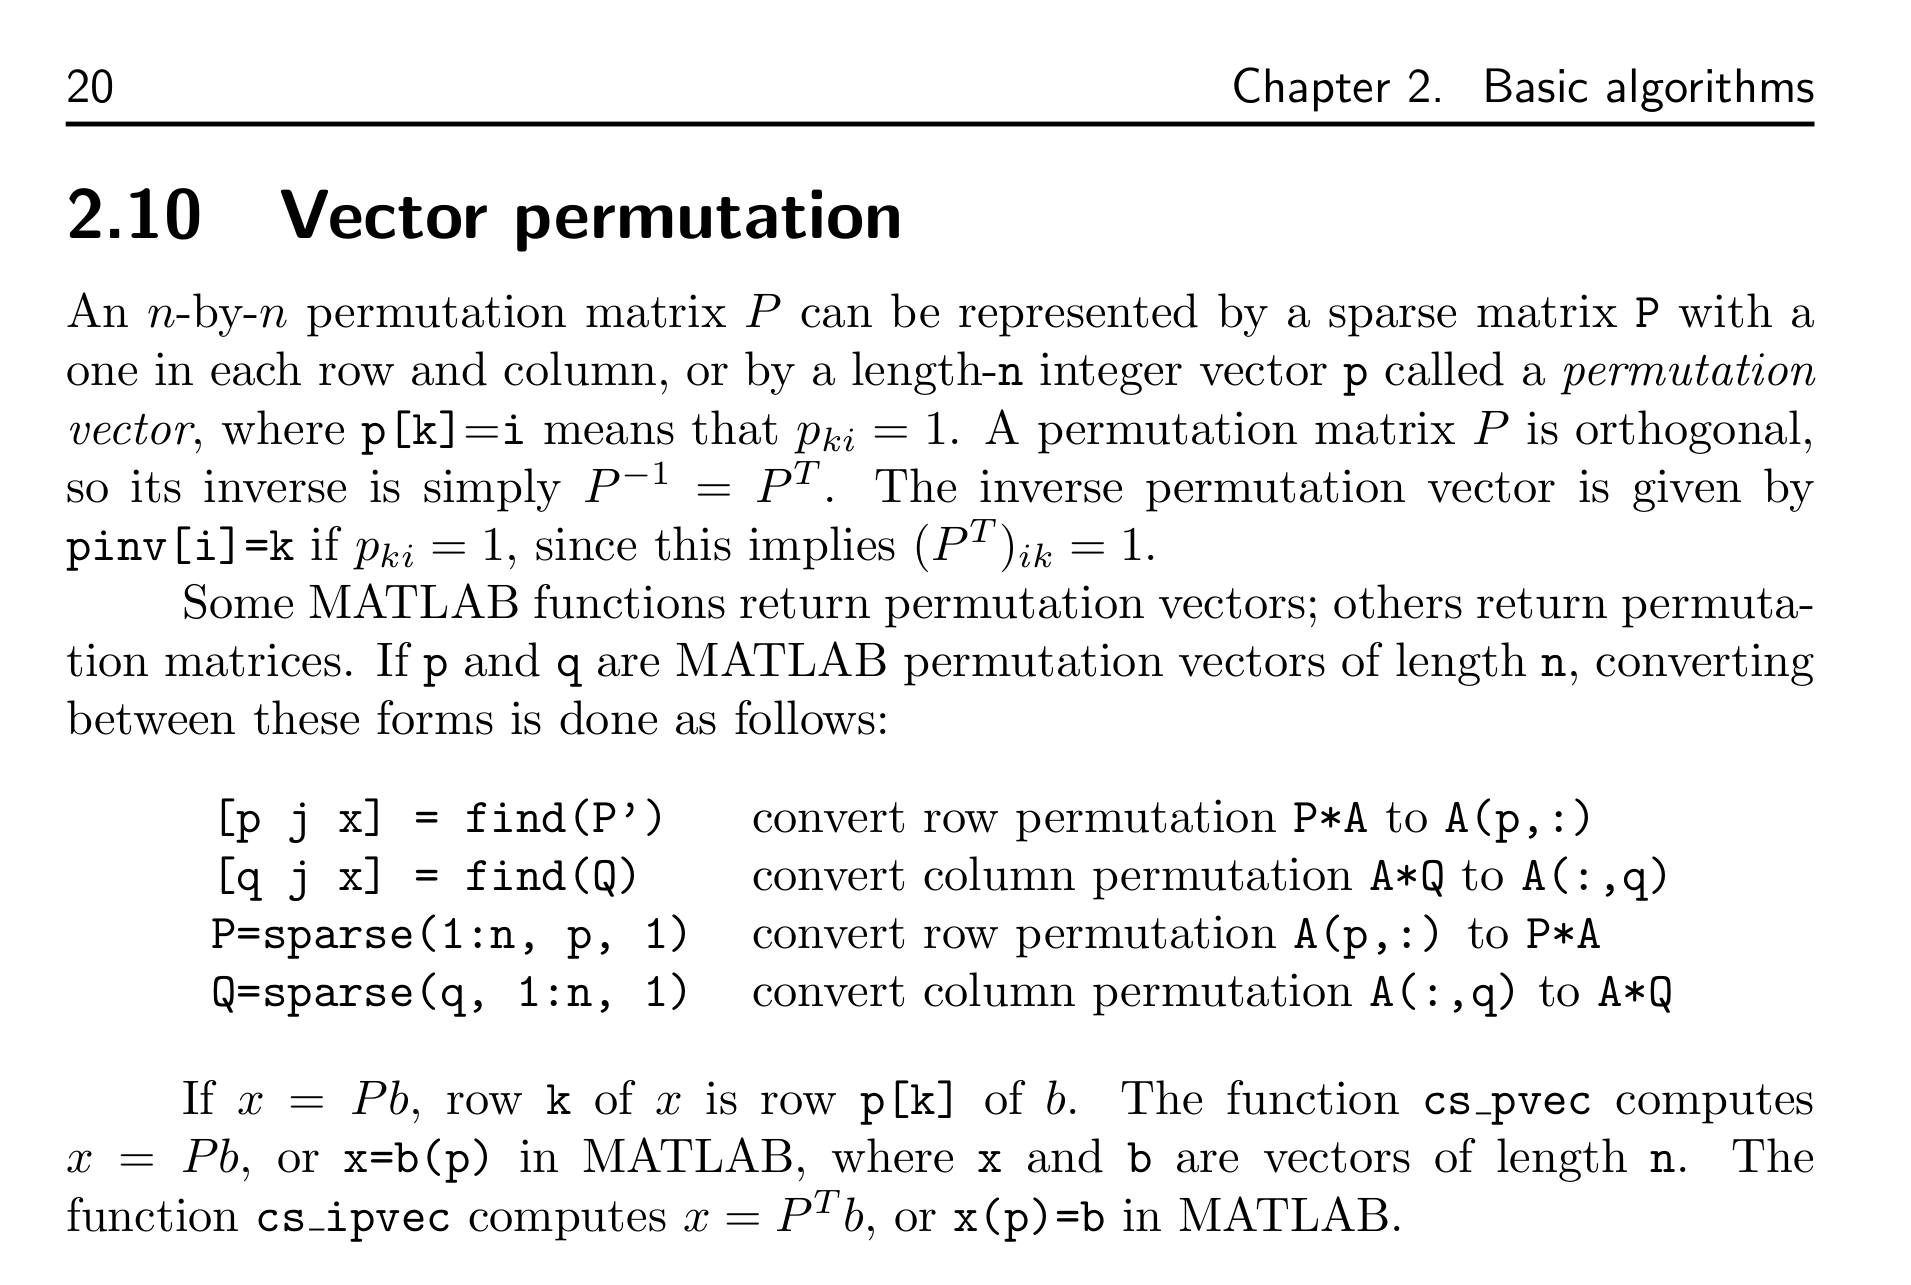 20 Chapter 2. Basic algorithms
2.10 Vector permutation
An n-by-n permutation matrix P can be represented by a sparse matrix P with a
one in each row and column, or by a length-n integer vector p called a permutation
vector, where p[k]=i means that p_{ki} = 1. A permutation matrix P is orthogonal,
so its inverse is simply P^{-1} = P^T. The inverse permutation vector is given by
pinv[i]=k if p_{ki} = 1, since this implies (P^T)_{ik} = 1.
Some MATLAB functions return permutation vectors; others return permuta-
tion matrices. If p and q are MATLAB permutation vectors of length n, converting
between these forms is done as follows:
[p j x] = find(P') convert row permutation P*A to A(p,:)
[q j x] = find(Q) convert column permutation A*Q to A(:,q)
P=sparse(1:n, p, 1) convert row permutation A(p,:) to P*A
Q=sparse(q, 1:n, 1) convert column permutation A(:,q) to A*Q
If x = Pb, row k of x is row p[k] of b. The function cs_pvec computes
x = Pb, or x=b(p) in MATLAB, where x and b are vectors of length n. The
function cs_ipvec computes x = P^T b, or x(p)=b in MATLAB.